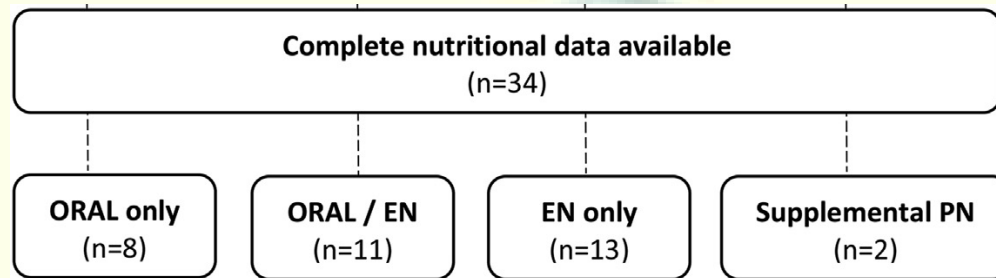 Complete nutritional data available
(n=34)
ORAL only
(n=8)
ORAL / EN
(n=11)
EN only
(n=13)
Supplemental PN
(n=2)